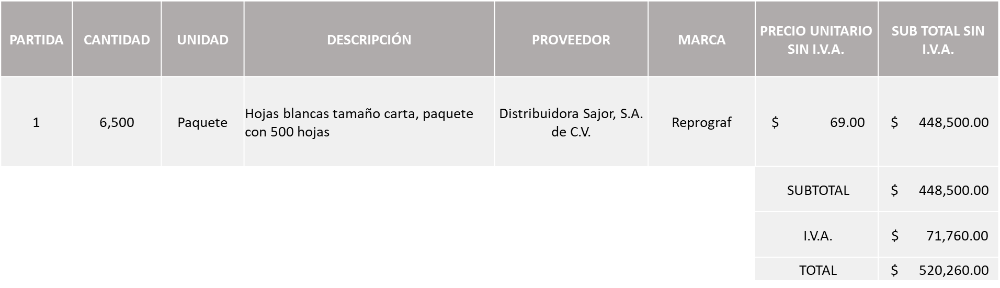 PARTIDA CANTIDAD UNIDAD DESCRIPCIÓN PROVEEDOR MARCA PRECIO UNITARIO SIN I.V.A. SUB TOTAL SIN I.V.A.
1 6,500 Paquete Hojas blancas tamaño carta, paquete con 500 hojas Distribuidora Sajor, S.A. de C.V. Reprograf $ 69.00 $ 448,500.00
SUBTOTAL $ 448,500.00
I.V.A. $ 71,760.00
TOTAL $ 520,260.00